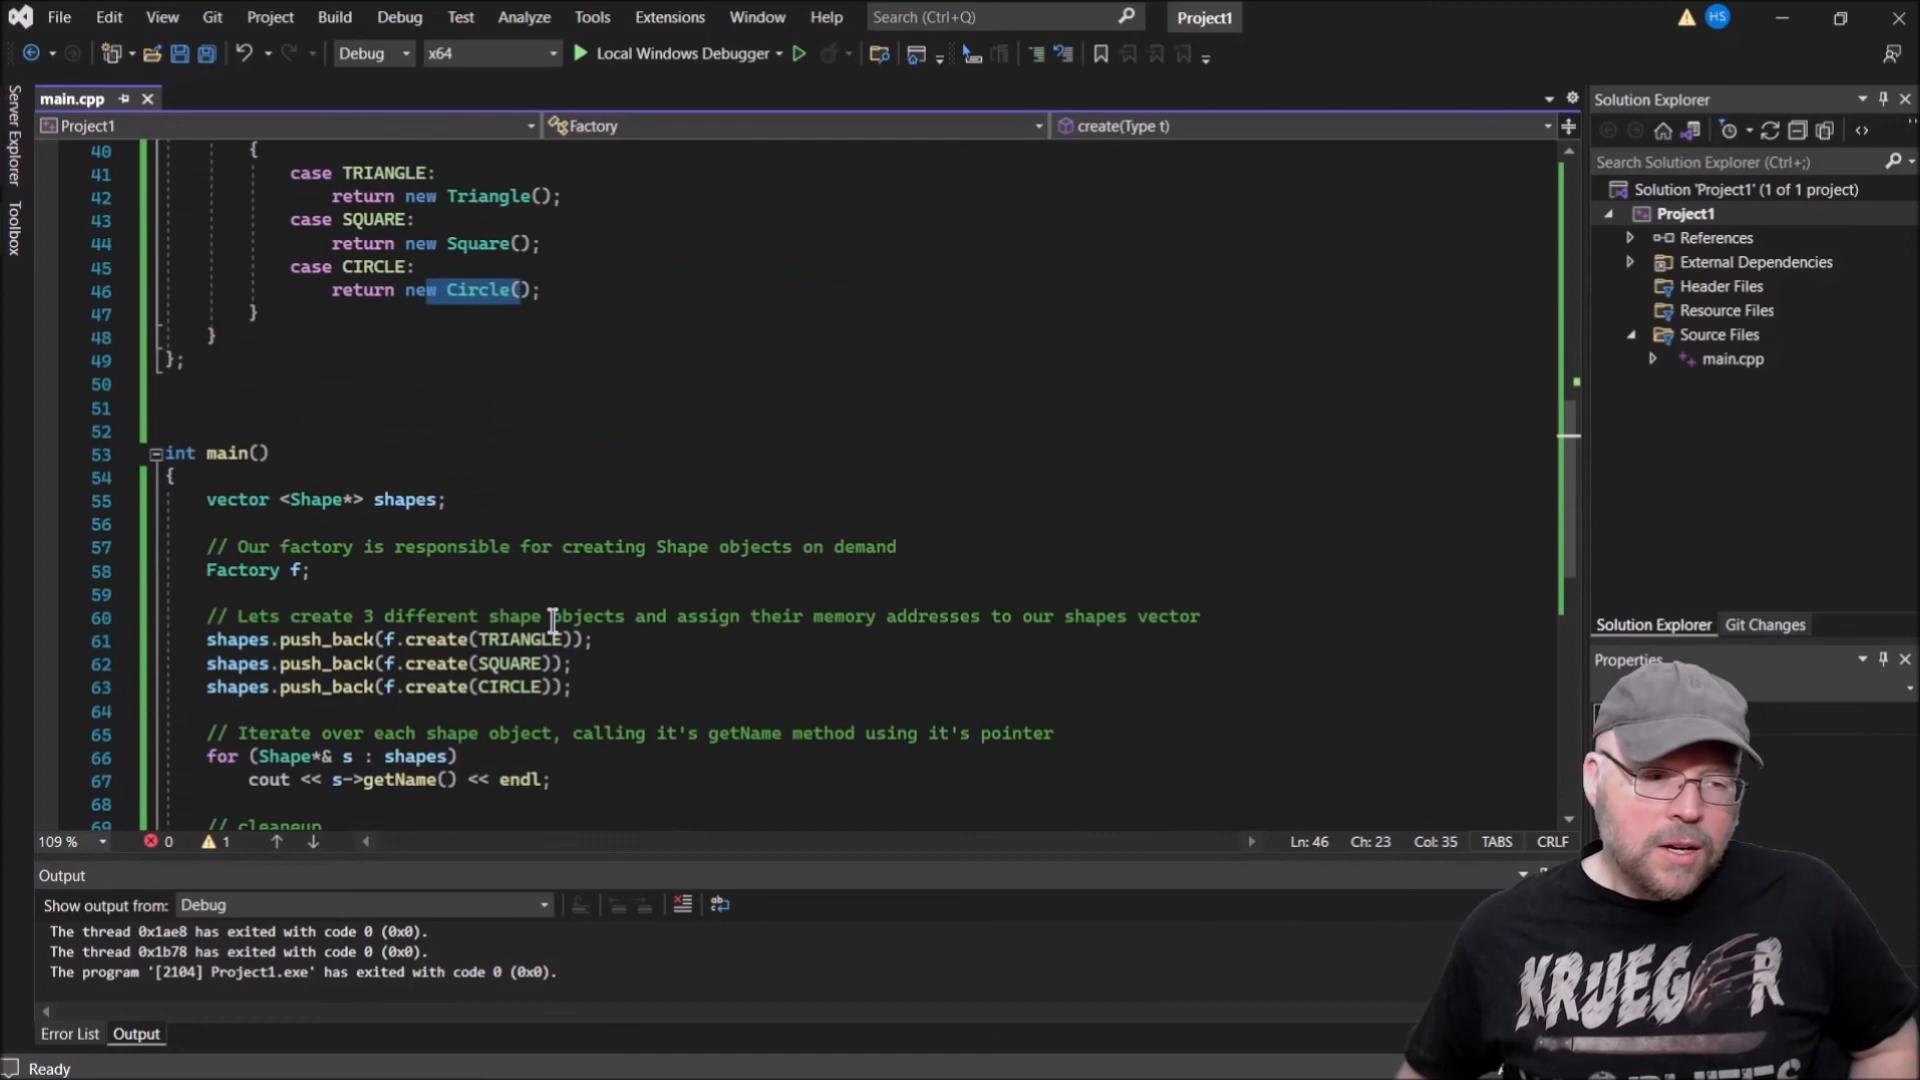 File Edit View Git Project Build Debug Test Analyze Tools Extensions Window Help Search (Ctrl+Q) Project1 HS
Debug x64 Local Windows Debugger
Server Explorer
Toolbox
main.cpp
Project1 Factory create(Type t)
40 {
41 case TRIANGLE:
42 return new Triangle();
43 case SQUARE:
44 return new Square();
45 case CIRCLE:
46 return new Circle();
47 }
48 }
49 };
50
51
52
53 int main()
54 {
55 vector <Shape*> shapes;
56
57 // Our factory is responsible for creating Shape objects on demand
58 Factory f;
59
60 // Lets create 3 different shape objects and assign their memory addresses to our shapes vector
61 shapes.push_back(f.create(TRIANGLE));
62 shapes.push_back(f.create(SQUARE));
63 shapes.push_back(f.create(CIRCLE));
64
65 // Iterate over each shape object, calling it's getName method using it's pointer
66 for (Shape*& s : shapes)
67 cout << s->getName() << endl;
68
69 // cleanup
109 % 0 1 Ln: 46 Ch: 23 Col: 35 TABS CRLF
Output
Show output from: Debug
The thread 0x1ae8 has exited with code 0 (0x0).
The thread 0x1b78 has exited with code 0 (0x0).
The program '[2104] Project1.exe' has exited with code 0 (0x0).
Error List Output
Ready
Solution Explorer
Search Solution Explorer (Ctrl+;)
Solution 'Project1' (1 of 1 project)
Project1
References
External Dependencies
Header Files
Resource Files
Source Files
main.cpp
Solution Explorer Git Changes
Properties
KRUEGER